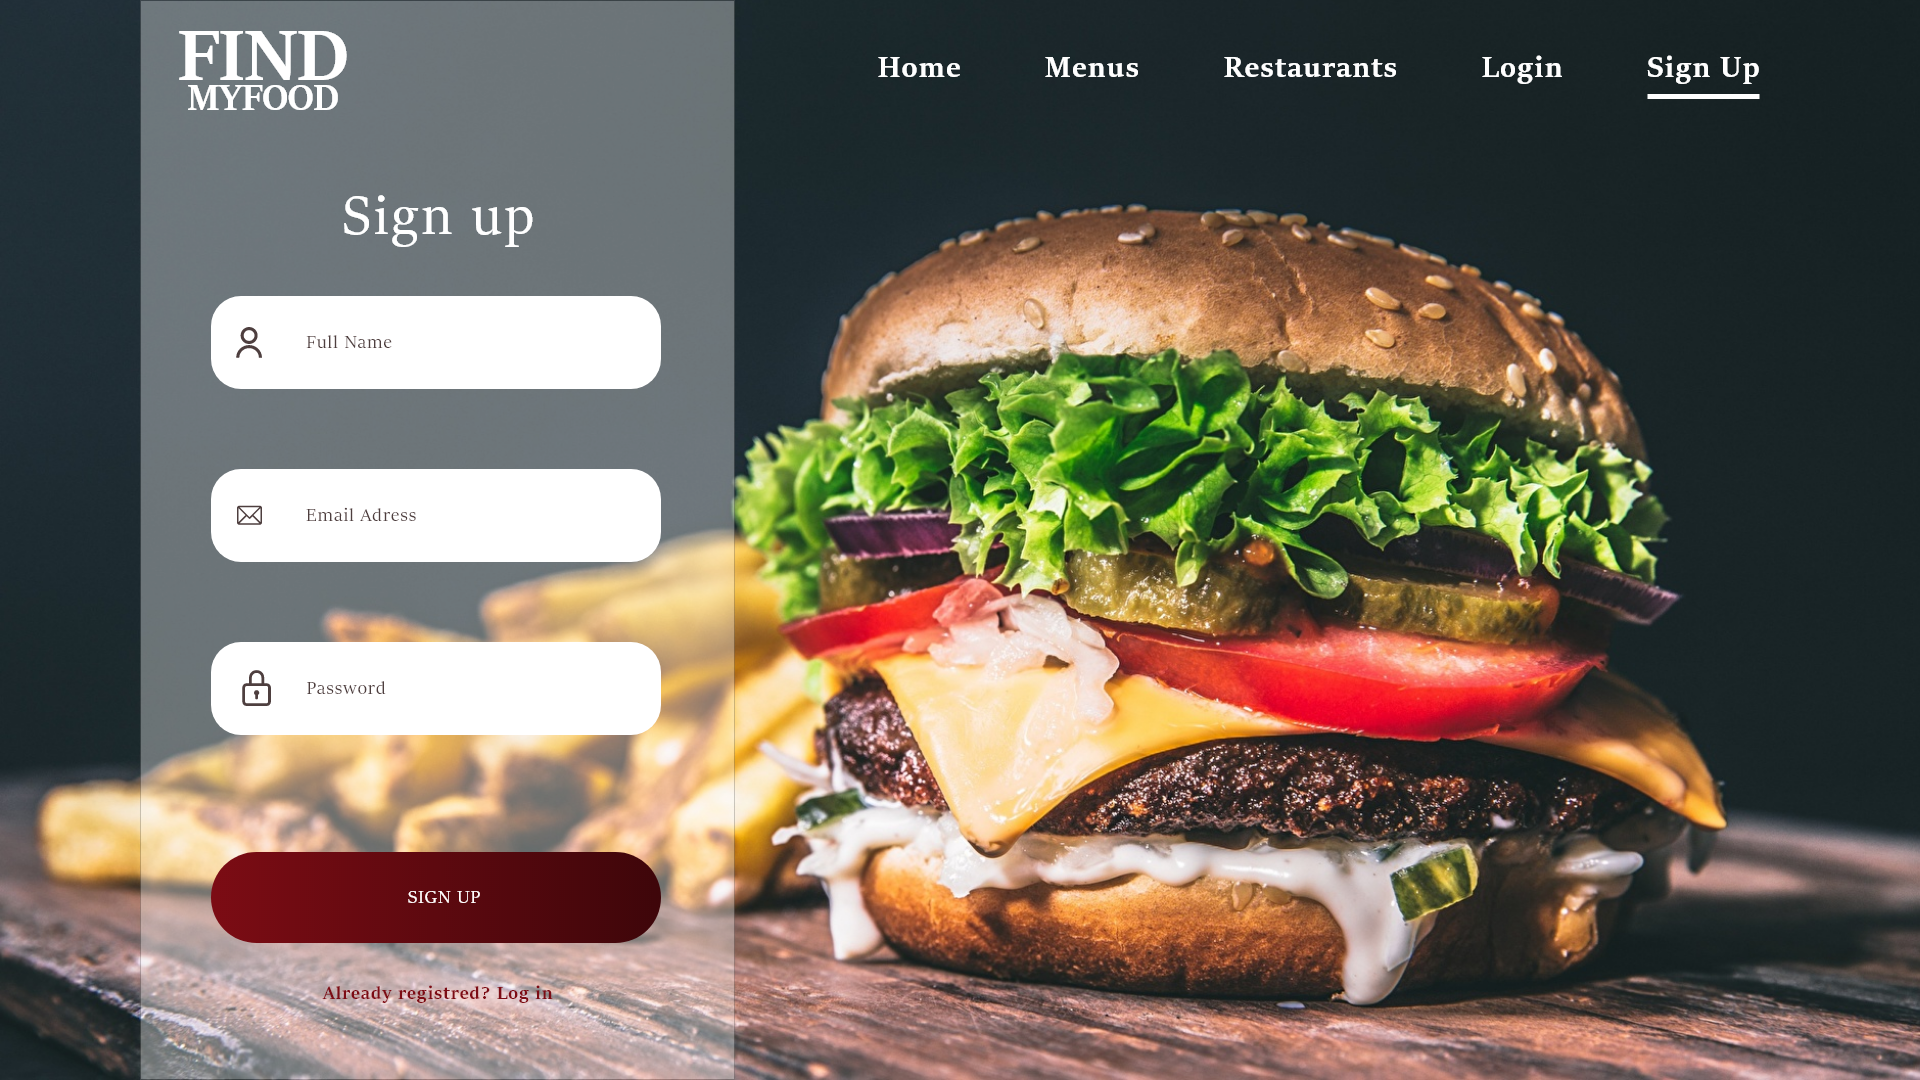 FIND
MYFOOD
Home Menus Restaurants Login Sign Up
Sign up
Full Name
Email Adress
Password
SIGN UP
Already registred? Log in